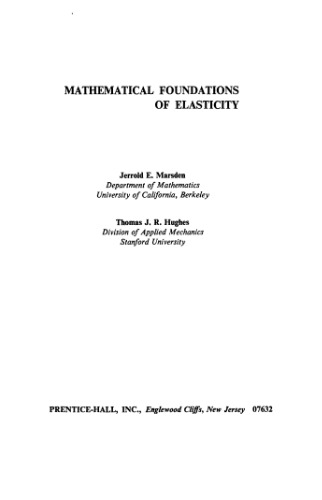 MATHEMATICAL FOUNDATIONS
OF ELASTICITY
Jerrold E. Marsden
Department of Mathematics
University of California, Berkeley
Thomas J. R. Hughes
Division of Applied Mechanics
Stanford University
PRENTICE-HALL, INC., Englewood Cliffs, New Jersey 07632